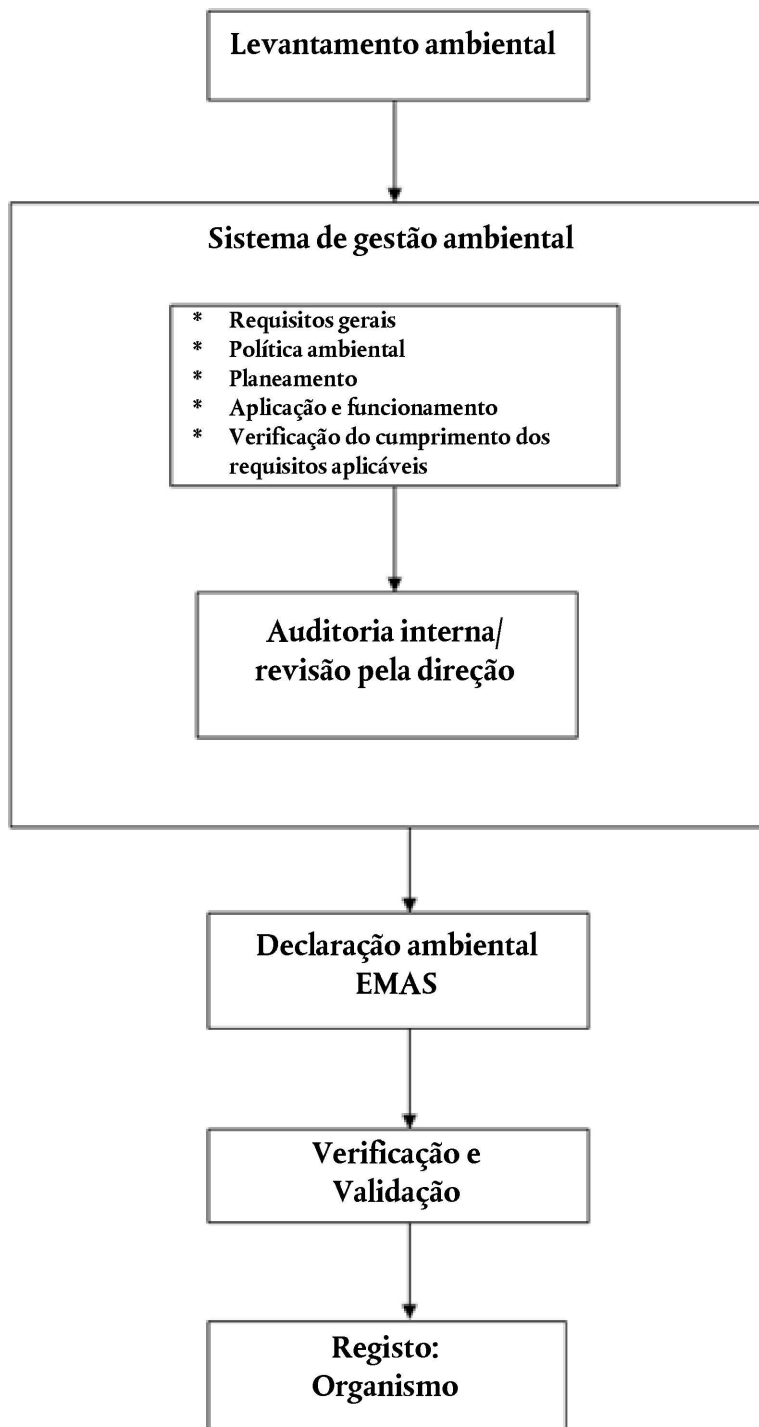 Levantamento ambiental
Sistema de gestão ambiental
* Requisitos gerais
* Política ambiental
* Planeamento
* Aplicação e funcionamento
* Verificação do cumprimento dos
requisitos aplicáveis
Auditoria interna/
revisão pela direção
Declaração ambiental
EMAS
Verificação e
Validação
Registo:
Organismo